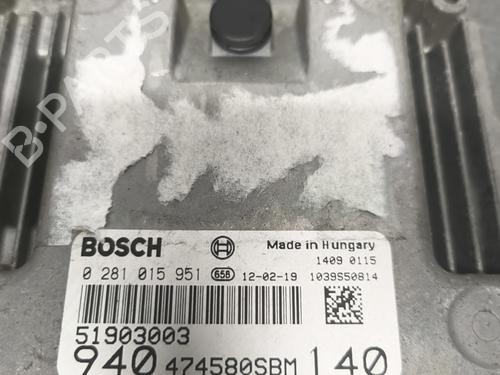 B-PARTS
BOSCH Made in Hungary
1409 0115
0 281 015 951 656 12-02-19 1039S50814
51903003
940 474580SBM 140